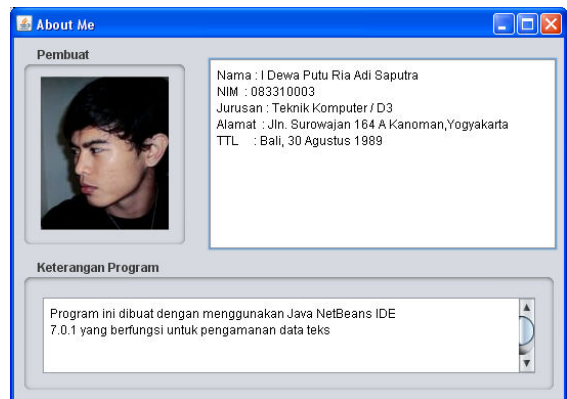 About Me
Pembuat
Nama : I Dewa Putu Ria Adi Saputra
NIM : 083310003
Jurusan : Teknik Komputer / D3
Alamat : Jln. Surowajan 164 A Kanoman,Yogyakarta
TTL : Bali, 30 Agustus 1989
Keterangan Program
Program ini dibuat dengan menggunakan Java NetBeans IDE
7.0.1 yang berfungsi untuk pengamanan data teks